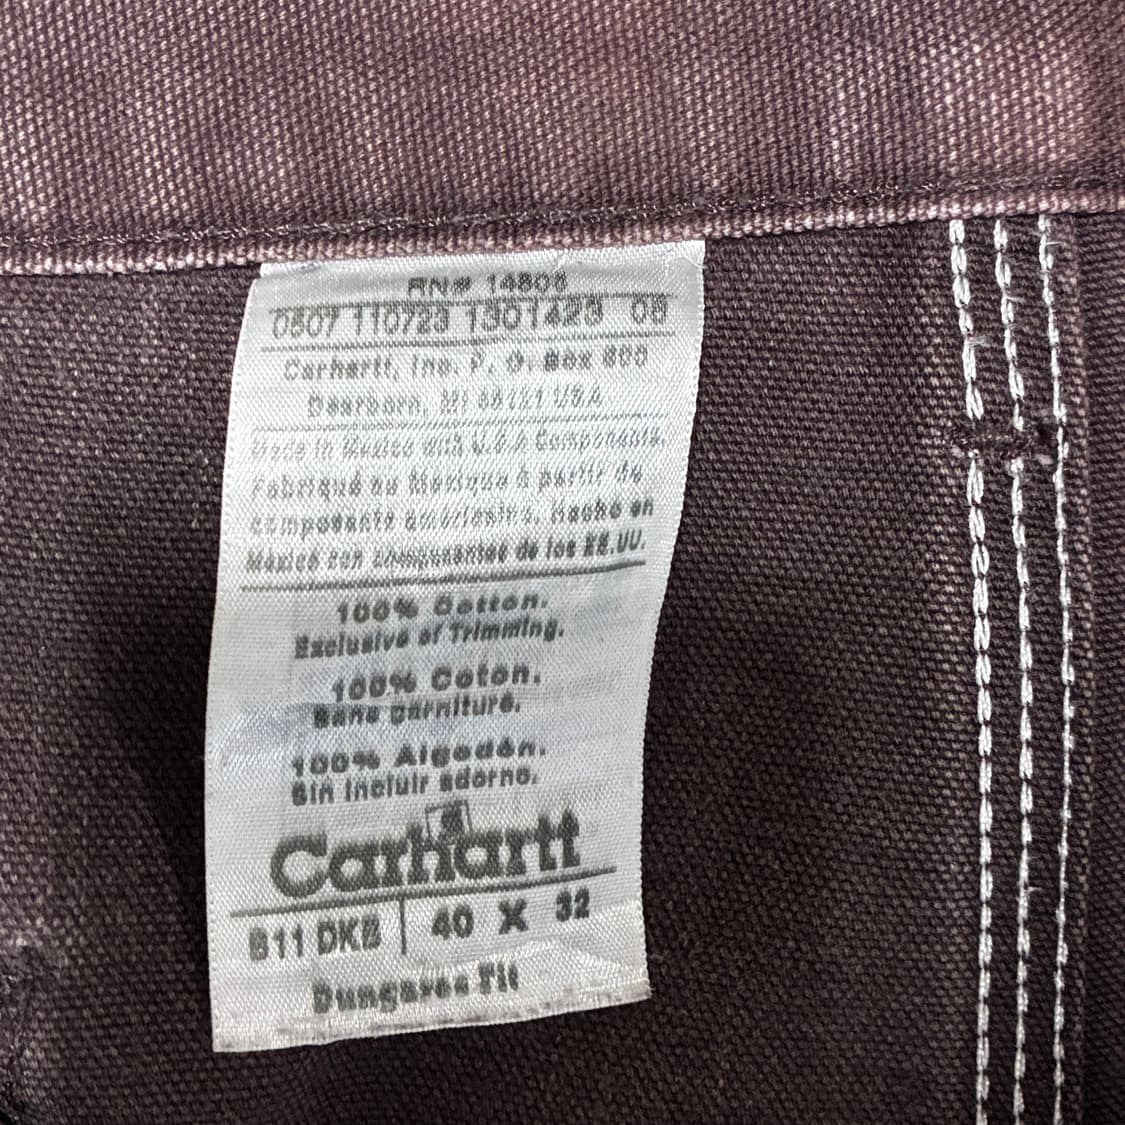 RN# 14806
0507 110723 1301423 08
Carhartt, Inc. P. O. Box 600
Dearborn, MI 48121 USA
Made in Mexico with U.S.A Components.
Fabriqué au Mexique à partir de
composants américains. Hecho en
México con componentes de los EE.UU.
100% Cotton.
Exclusive of Trimming.
100% Coton.
Sans garniture.
100% Algodón.
Sin incluir adorno.
Carhartt
B11 DKB 40 X 32
Dungaree Fit